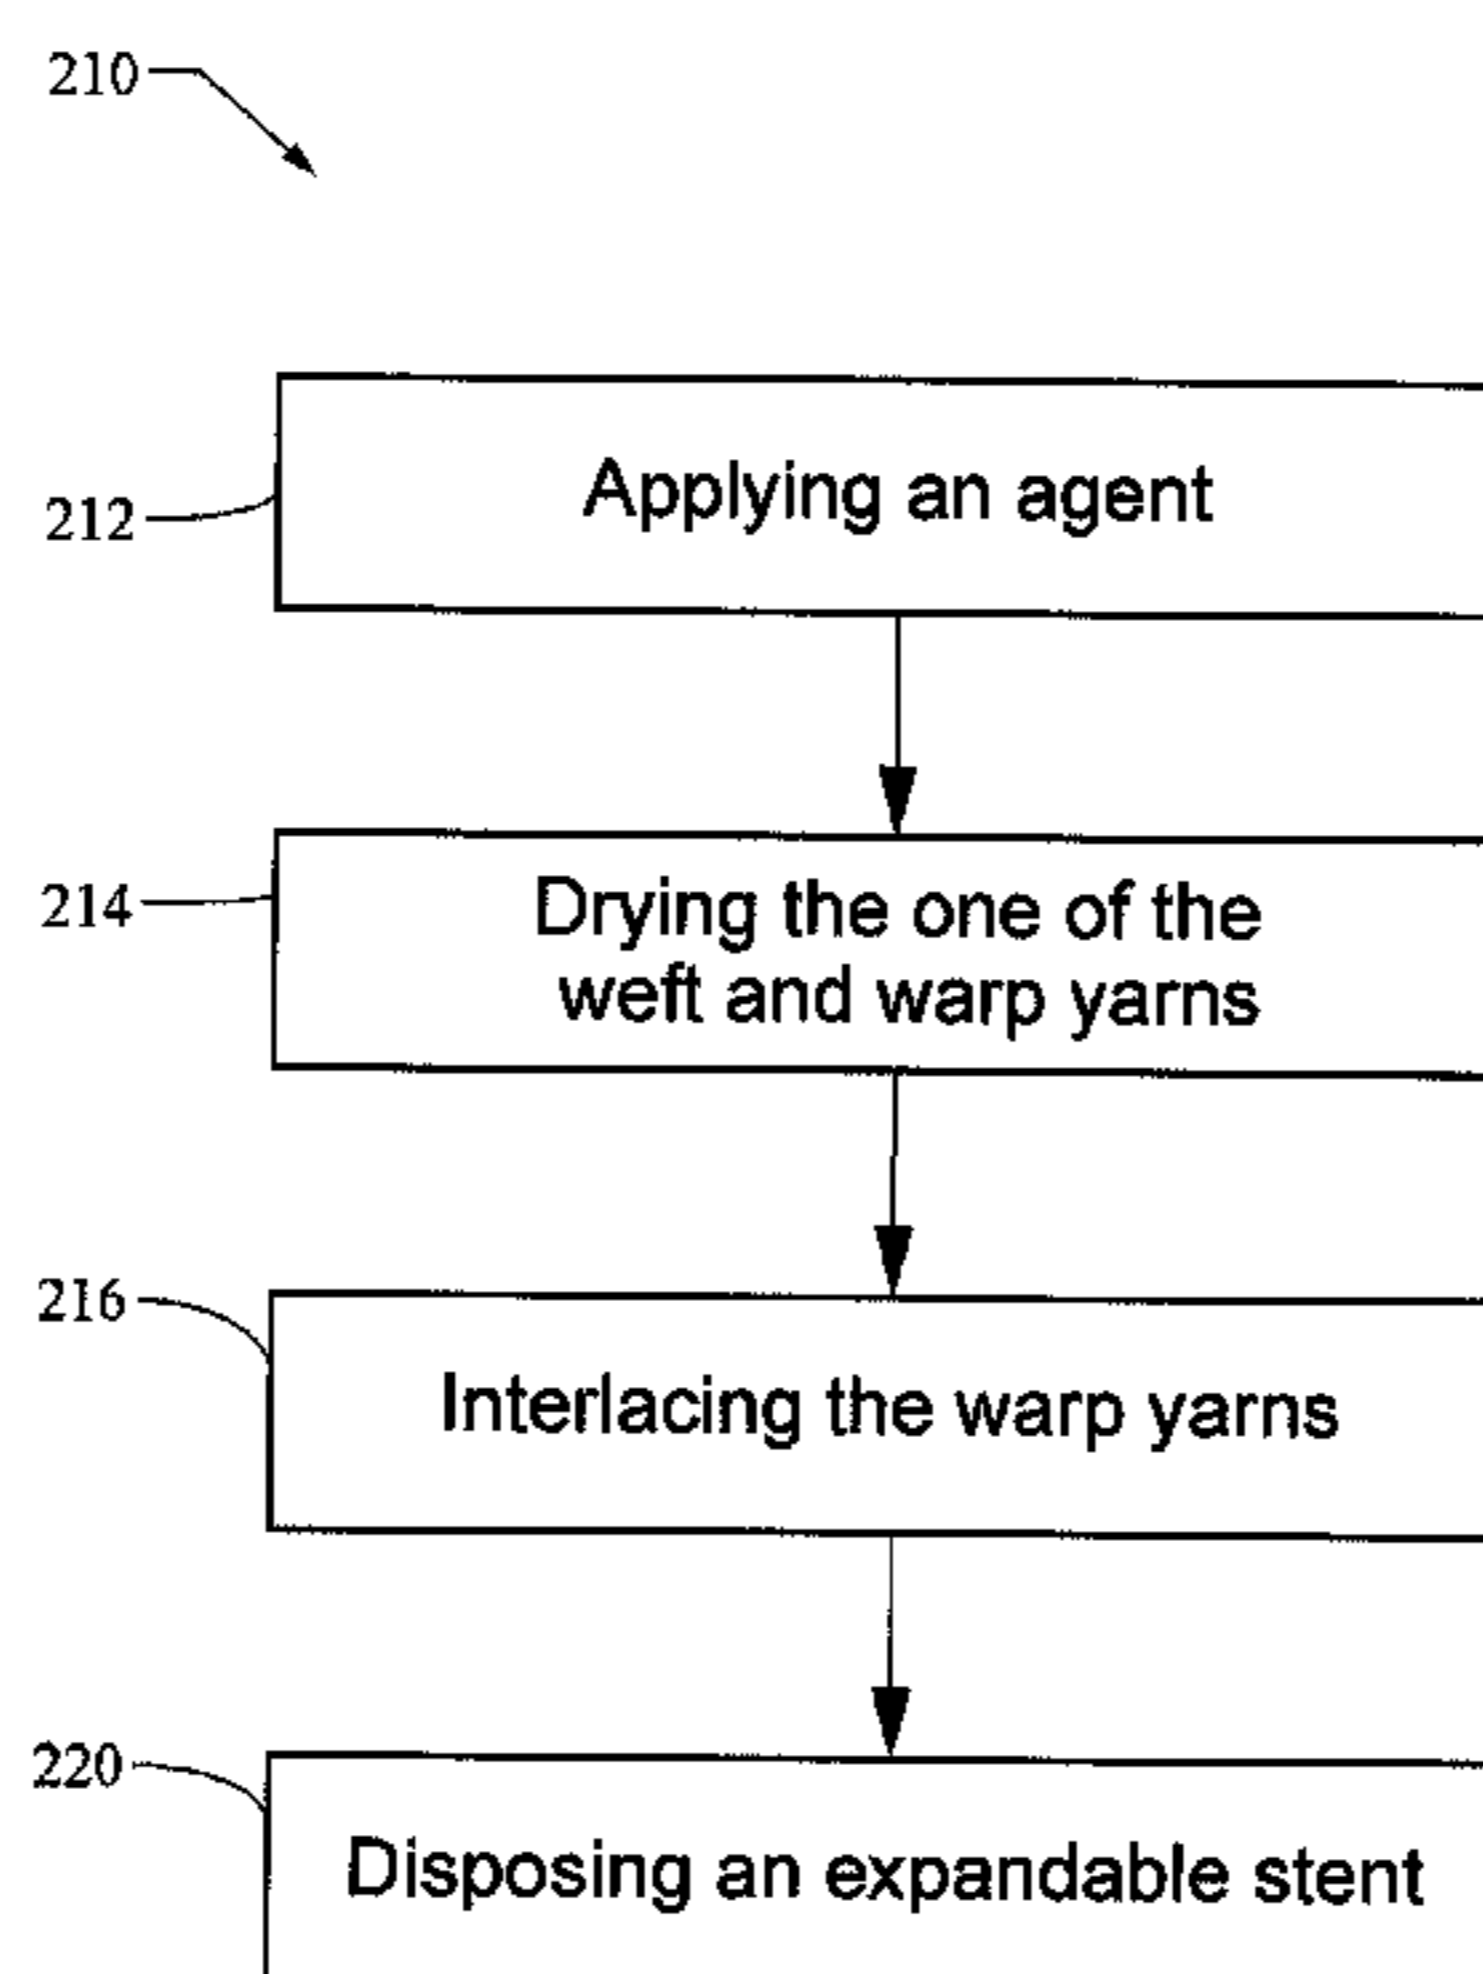 210
212
Applying an agent
214
Drying the one of the
weft and warp yarns
216
Interlacing the warp yarns
220
Disposing an expandable stent